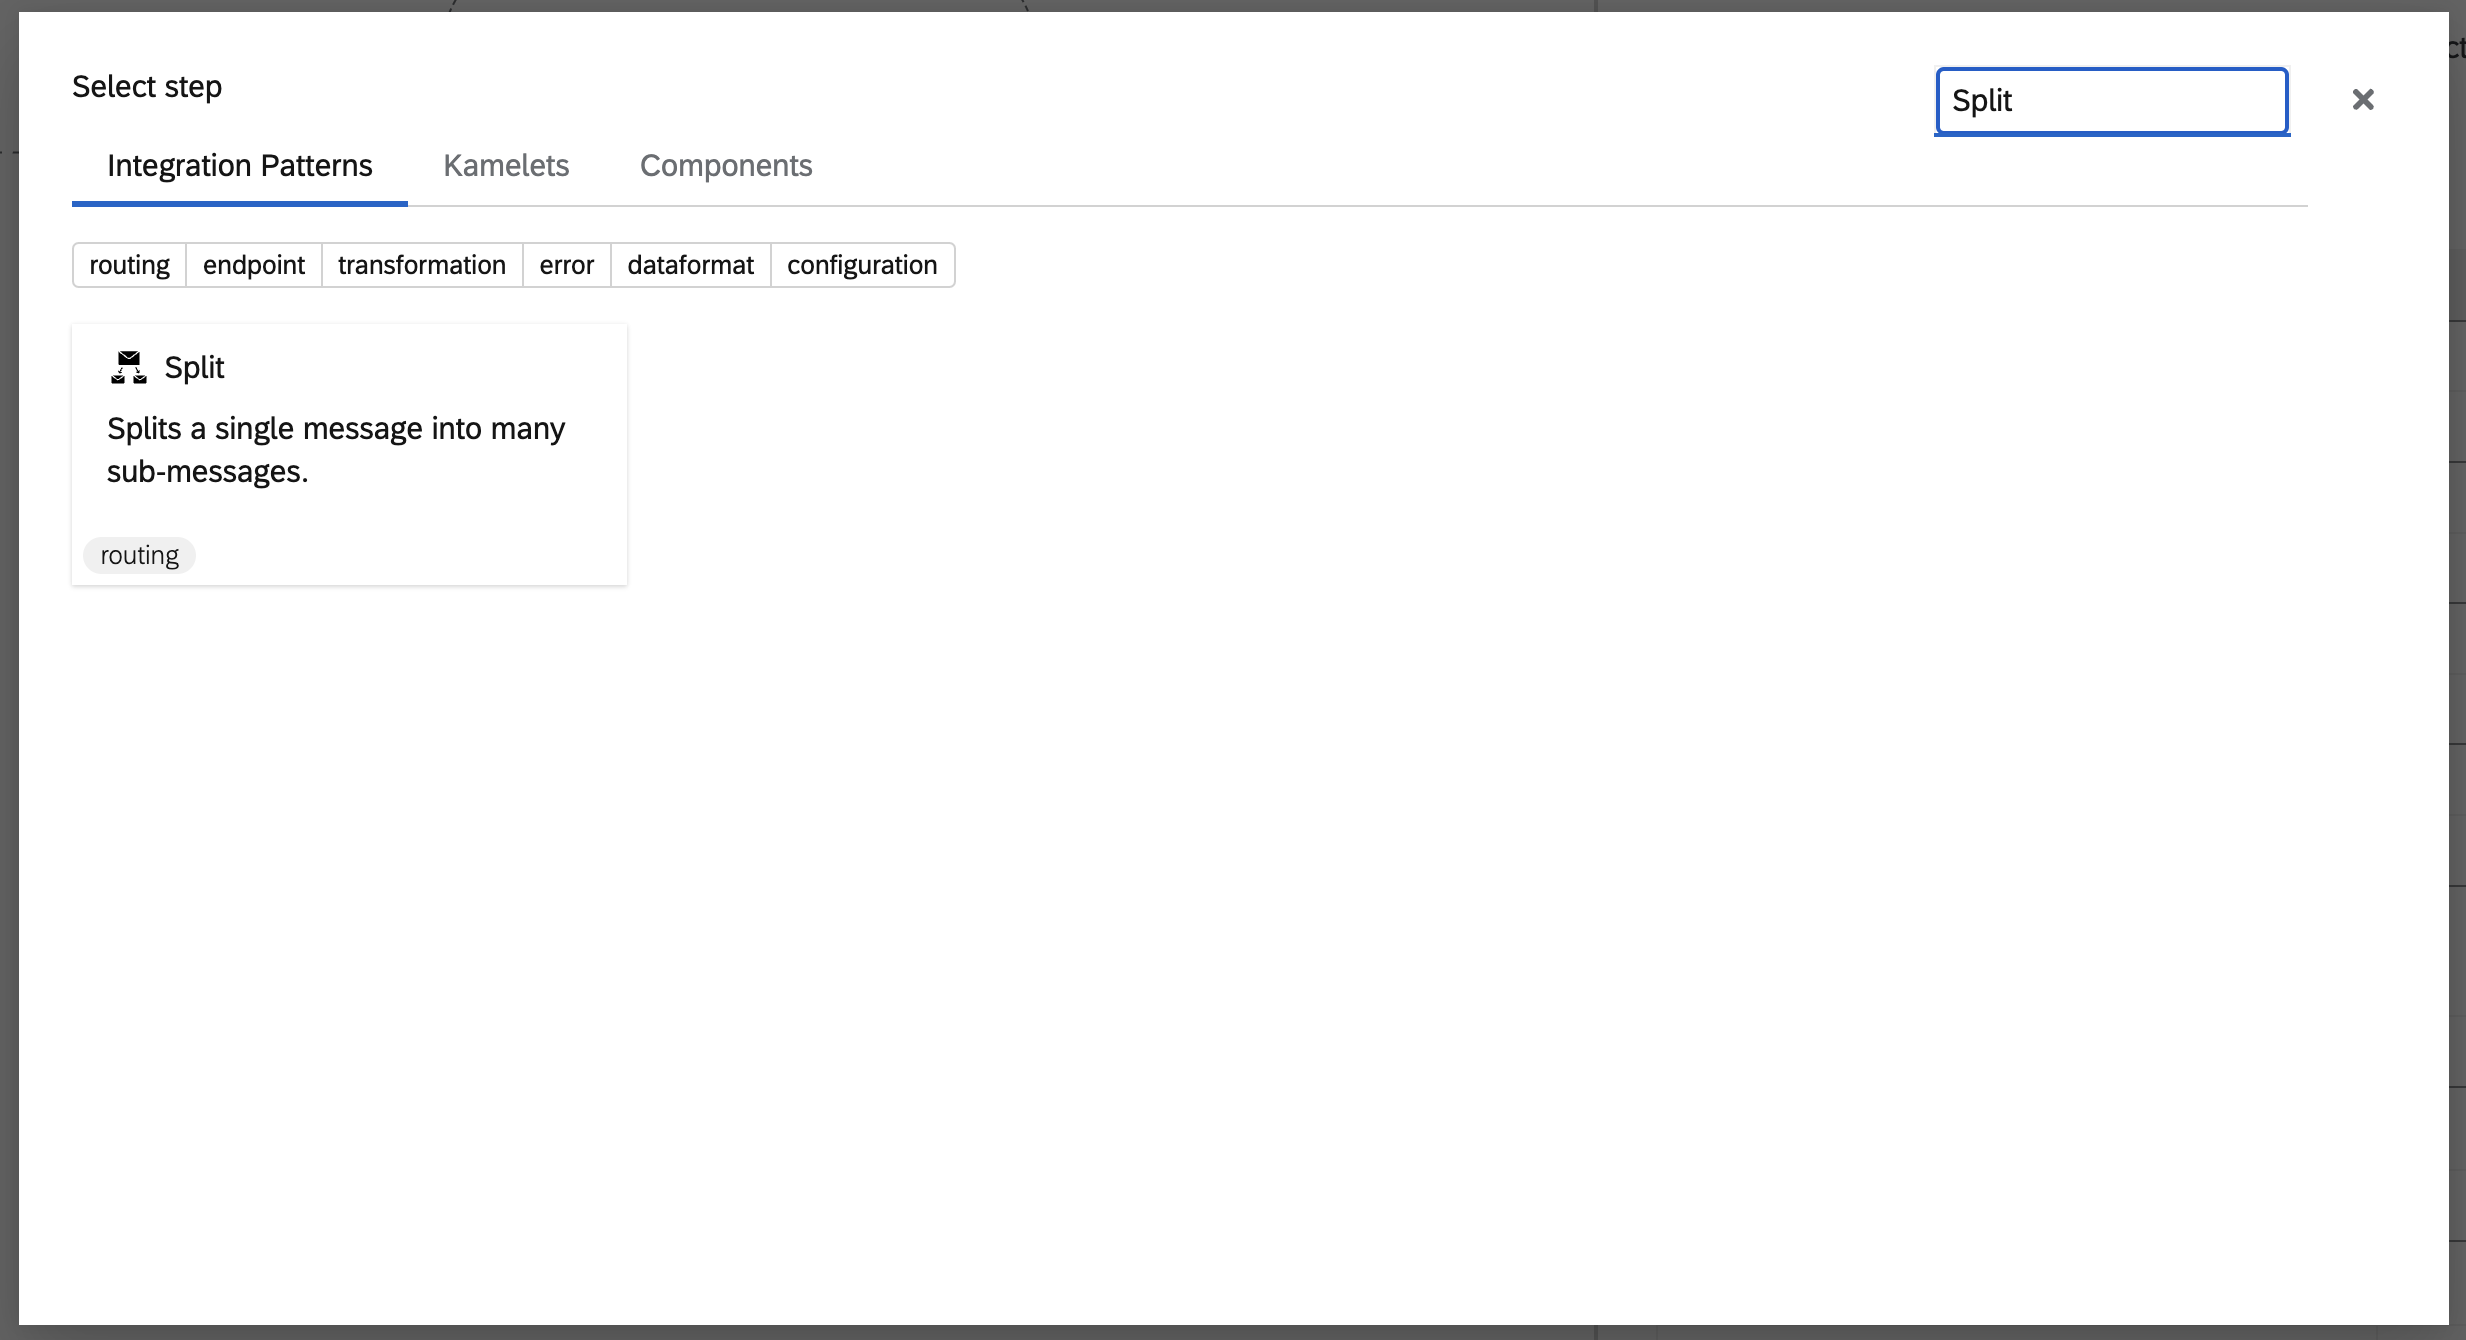 Select step
Split
Integration Patterns
Kamelets
Components
routing
endpoint
transformation
error
dataformat
configuration
Split
Splits a single message into many
sub-messages.
routing